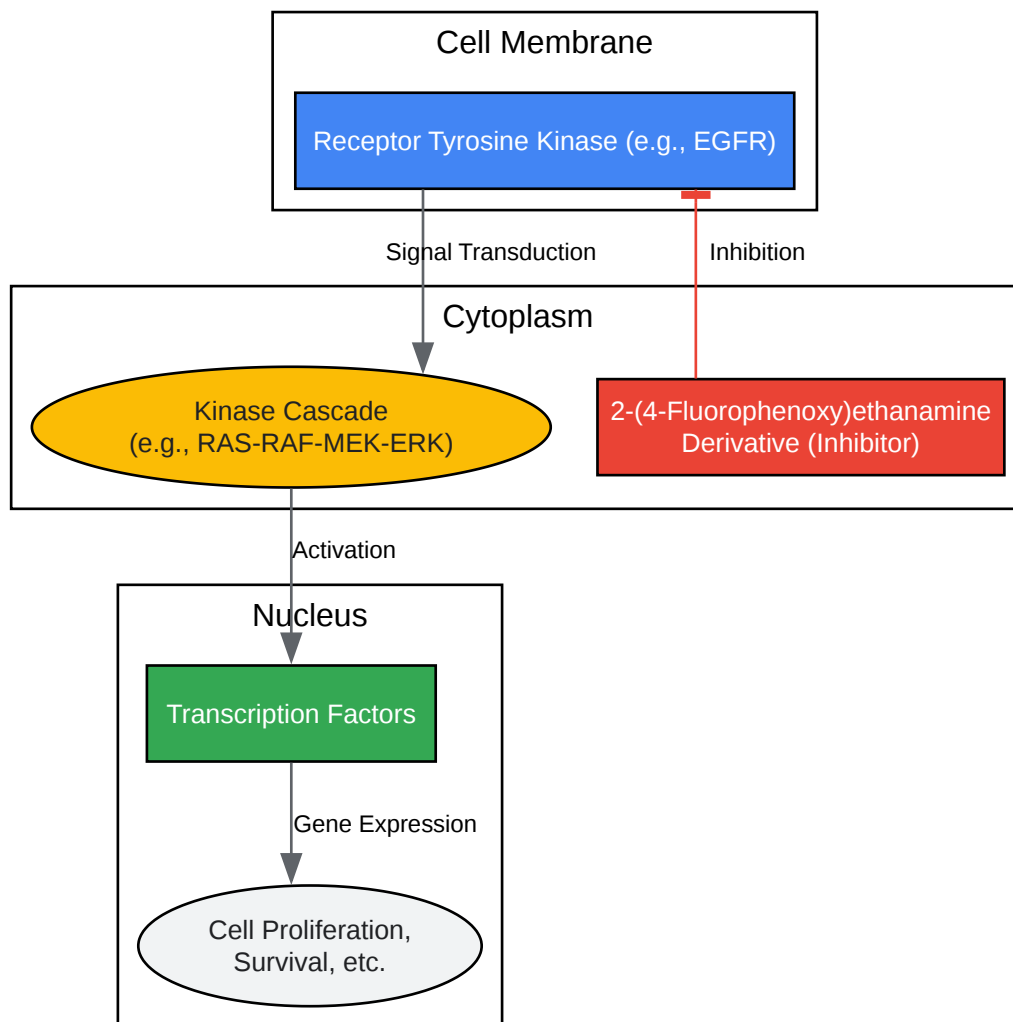 Cell Membrane
Receptor Tyrosine Kinase (e.g., EGFR)
Signal Transduction
Inhibition
Cytoplasm
Kinase Cascade
(e.g., RAS-RAF-MEK-ERK)
2-(4-Fluorophenoxy)ethanamine
Derivative (Inhibitor)
Activation
Nucleus
Transcription Factors
Gene Expression
Cell Proliferation,
Survival, etc.